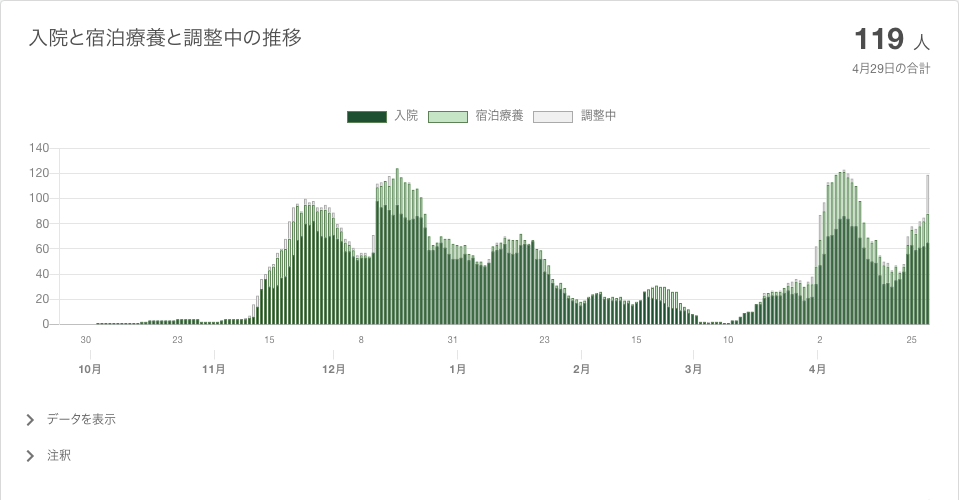 入院と宿泊療養と調整中の推移
119 人
4月29日の合計
入院 宿泊療養 調整中
140
120
100
80
60
40
20
0
30 23 15 8 31 23 15 10 2 25
10月 11月 12月 1月 2月 3月 4月
データを表示
注釈